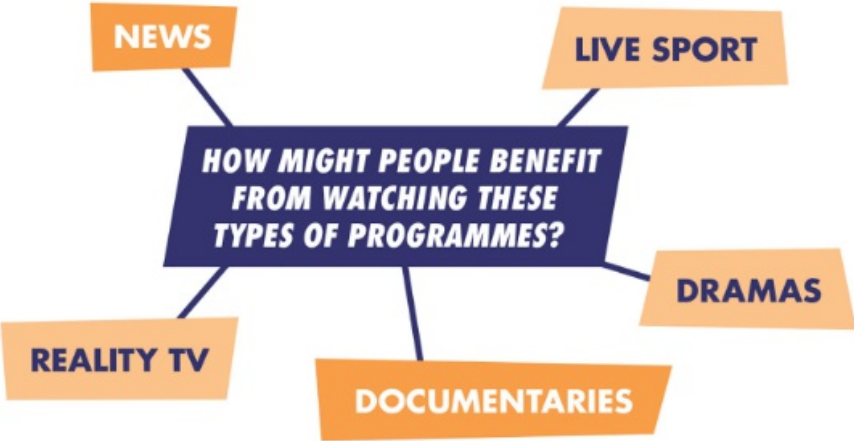 NEWS
LIVE SPORT
HOW MIGHT PEOPLE BENEFIT
FROM WATCHING THESE
TYPES OF PROGRAMMES?
DRAMAS
REALITY TV
DOCUMENTARIES